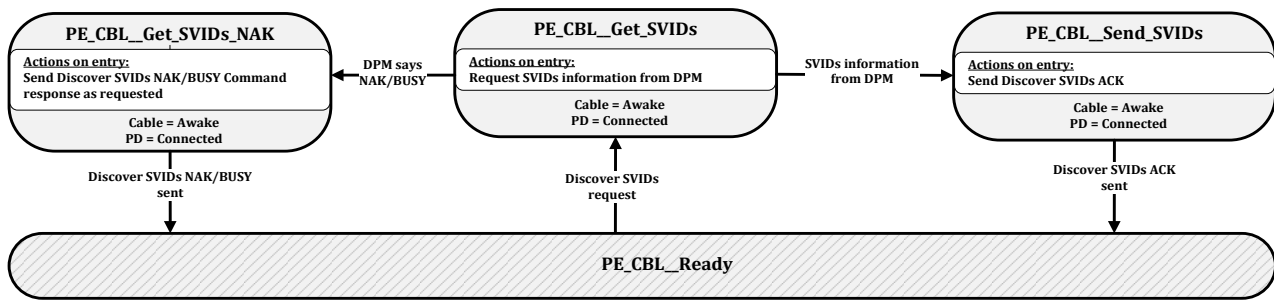 PE_CBL__Get_SVIDs_NAK
Actions on entry:
Send Discover SVIDs NAK/BUSY Command
response as requested
Cable = Awake
PD = Connected
DPM says
NAK/BUSY
PE_CBL__Get_SVIDs
Actions on entry:
Request SVIDs information from DPM
Cable = Awake
PD = Connected
SVIDs information
from DPM
PE_CBL__Send_SVIDs
Actions on entry:
Send Discover SVIDs ACK
Cable = Awake
PD = Connected
Discover SVIDs NAK/BUSY
sent
Discover SVIDs
request
Discover SVIDs ACK
sent
PE_CBL__Ready